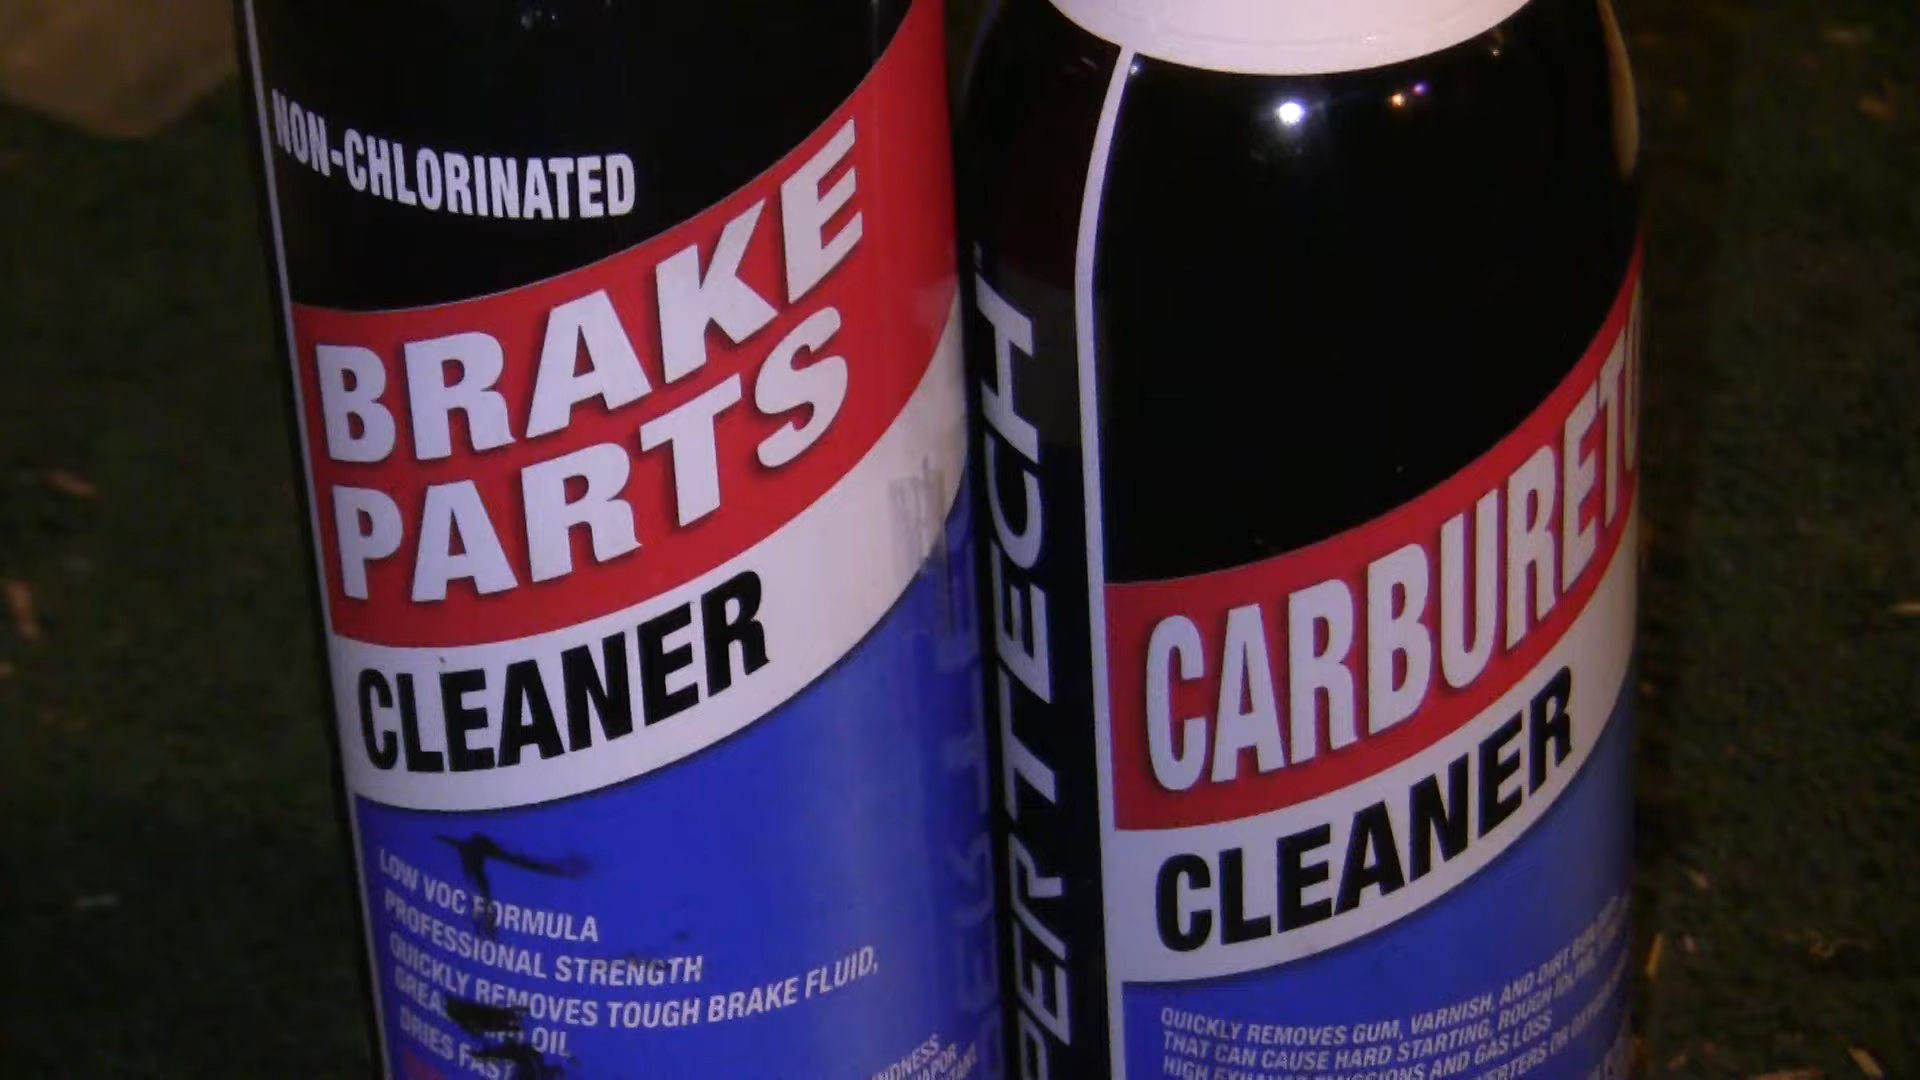 NON-CHLORINATED
BRAKE
PARTS
CLEANER
LOW VOC FORMULA
PROFESSIONAL STRENGTH
QUICKLY REMOVES TOUGH BRAKE FLUID,
OIL
DRIES FAST
PERTECH
CARBURETO
CLEANER
QUICKLY REMOVES GUM, VARNISH, AND DIRT
THAT CAN CAUSE HARD STARTING, ROUGH IDLING,
HIGH EXHAUST EMISSIONS AND GAS LOSS